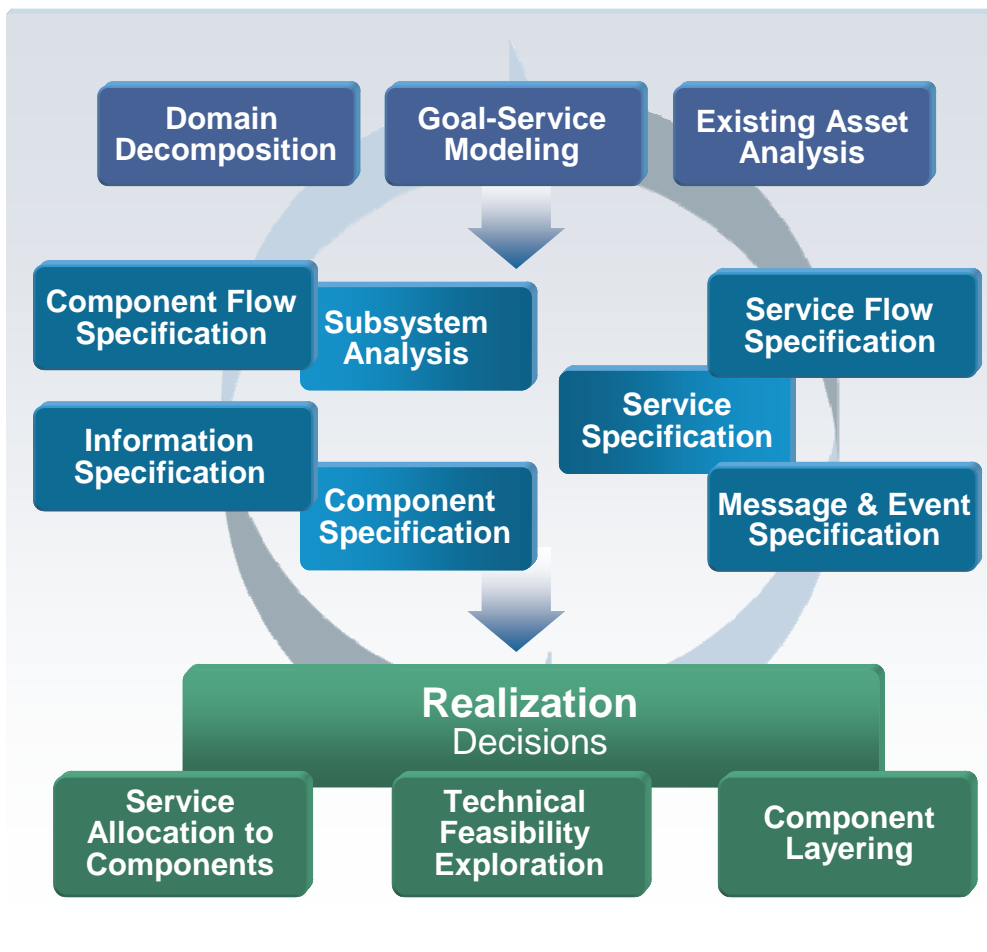 Domain
Decomposition
Goal-Service
Modeling
Existing Asset
Analysis
Component Flow
Specification
Subsystem
Analysis
Service Flow
Specification
Service
Specification
Information
Specification
Component
Specification
Message & Event
Specification
Realization
Decisions
Service
Allocation to
Components
Technical
Feasibility
Exploration
Component
Layering